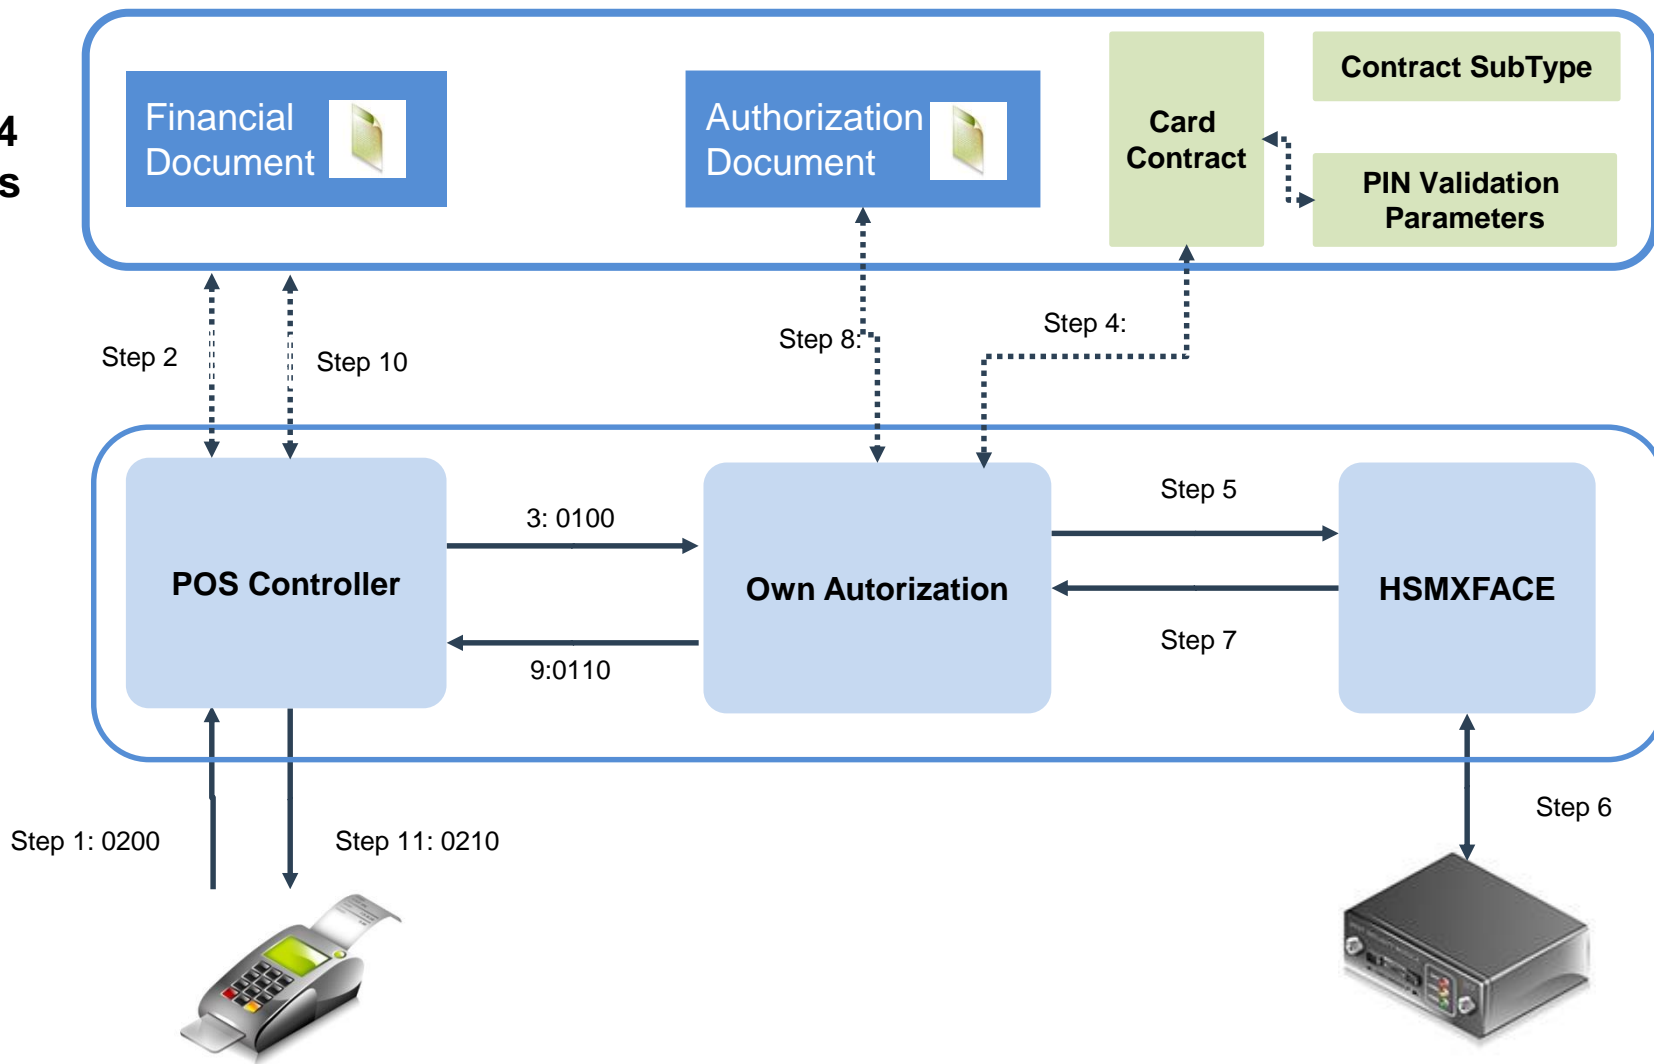 4
s
Financial
Document
Authorization
Document
Card
Contract
Contract SubType
PIN Validation
Parameters
Step 2
Step 10
Step 8:
Step 4:
3: 0100
Step 5
POS Controller
Own Autorization
HSMXFACE
9:0110
Step 7
Step 1: 0200
Step 11: 0210
Step 6